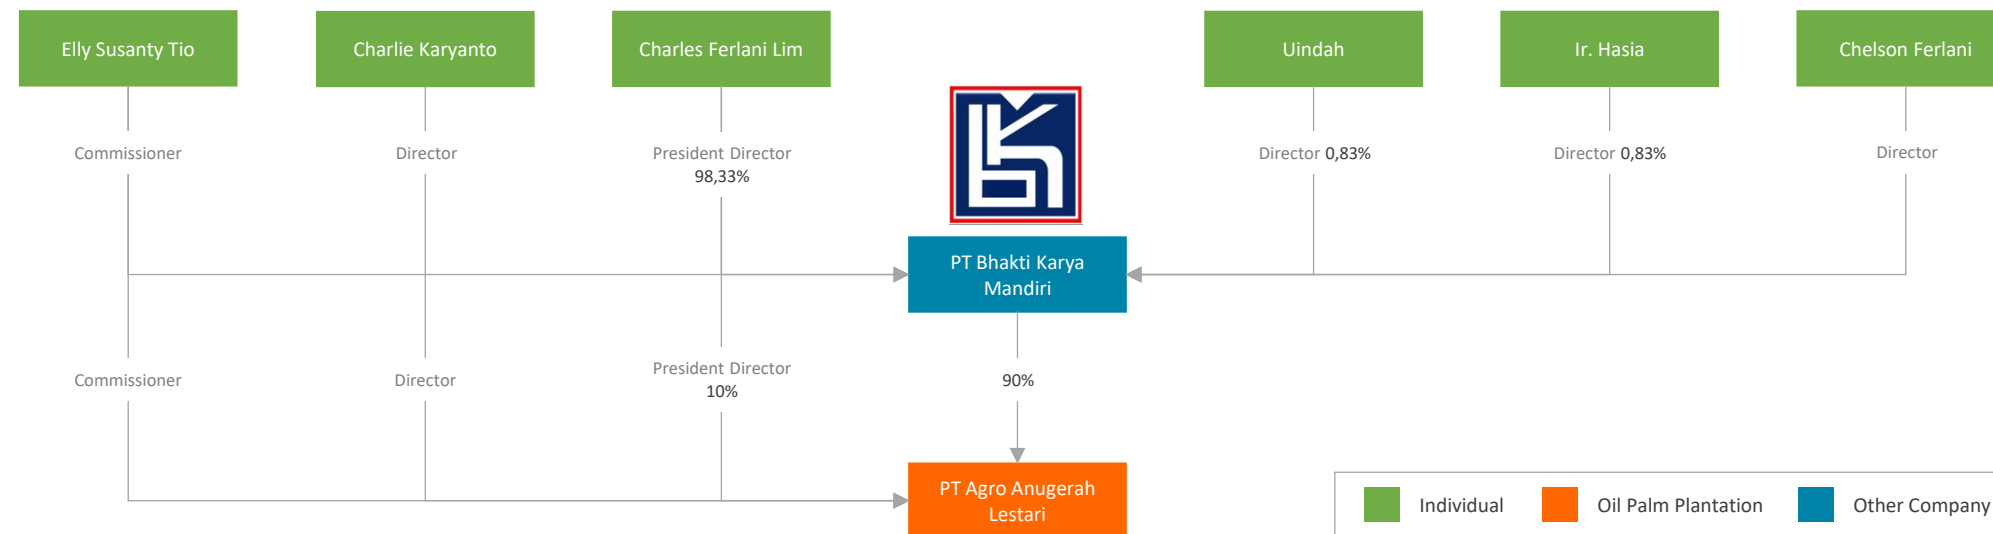 Elly Susanty Tio
Charlie Karyanto
Charles Ferlani Lim
Uindah
Ir. Hasia
Chelson Ferlani
Commissioner
Director
President Director
98,33%
Director 0,83%
Director 0,83%
Director
PT Bhakti Karya
Mandiri
Commissioner
Director
President Director
10%
90%
PT Agro Anugerah
Lestari
Individual
Oil Palm Plantation
Other Company